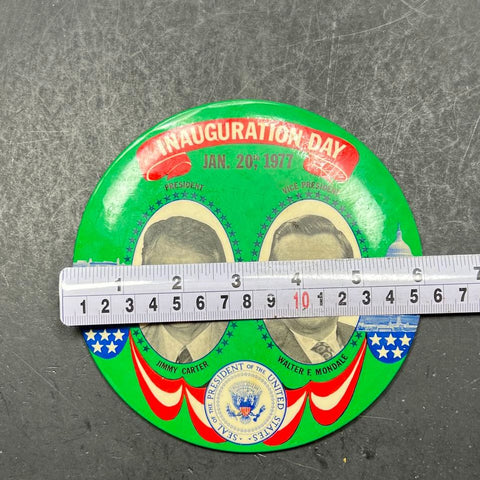 INAUGURATION DAY
JAN. 20, 1977
PRESIDENT
VICE PRESIDENT
1 2 3 4 5 6 7
1 2 3 4 5 6 7 8 9 10 1 2 3 4 5 6 7
JIMMY CARTER
WALTER F. MONDALE
SEAL OF THE PRESIDENT OF THE UNITED STATES